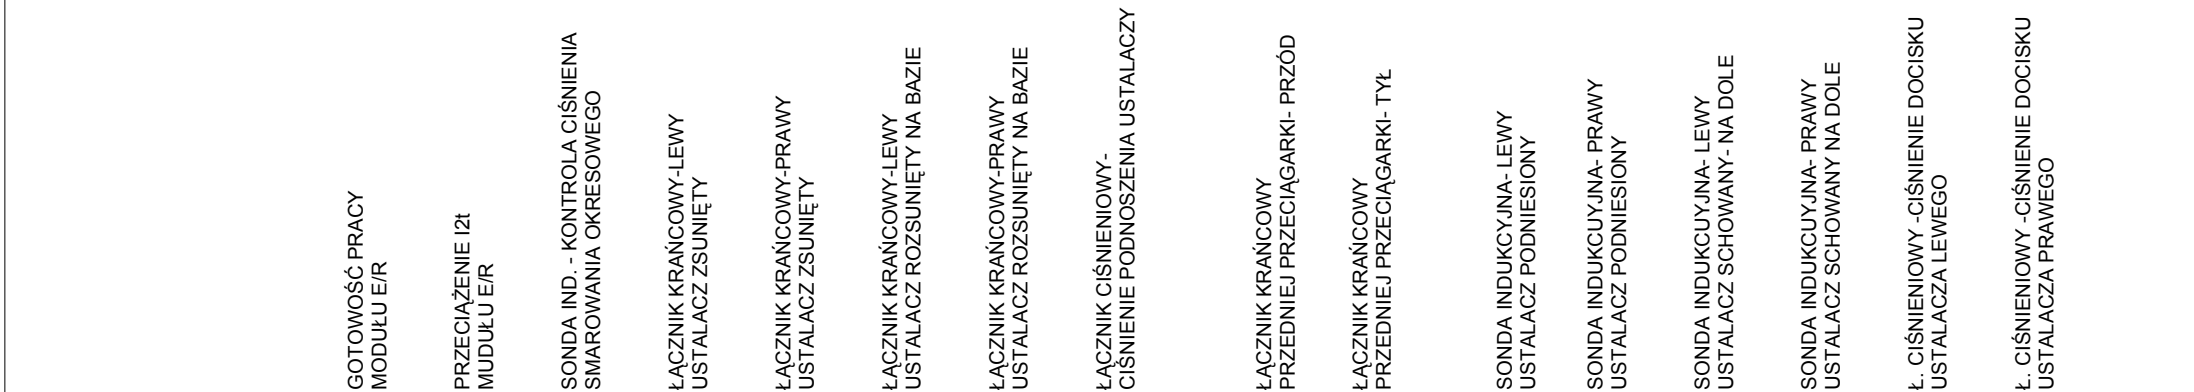 GOTOWOŚĆ PRACY
MODUŁU E/R
PRZECIĄŻENIE I2t
MUDUŁU E/R
SONDA IND. - KONTROLA CIŚNIENIA
SMAROWANIA OKRESOWEGO
ŁĄCZNIK KRAŃCOWY-LEWY
USTALACZ ZSUNIĘTY
ŁĄCZNIK KRAŃCOWY-PRAWY
USTALACZ ZSUNIĘTY
ŁĄCZNIK KRAŃCOWY-LEWY
USTALACZ ROZSUNIĘTY NA BAZIE
ŁĄCZNIK KRAŃCOWY-PRAWY
USTALACZ ROZSUNIĘTY NA BAZIE
ŁĄCZNIK CIŚNIENIOWY-
CIŚNIENIE PODNOSZENIA USTALACZY
ŁĄCZNIK KRAŃCOWY
PRZEDNIEJ PRZECIĄGARKI- PRZÓD
ŁĄCZNIK KRAŃCOWY
PRZEDNIEJ PRZECIĄGARKI- TYŁ
SONDA INDUKCYJNA- LEWY
USTALACZ PODNIESIONY
SONDA INDUKCUYJNA- PRAWY
USTALACZ PODNIESIONY
SONDA INDUKCUYJNA- LEWY
USTALACZ SCHOWANY- NA DOLE
SONDA INDUKCUYJNA- PRAWY
USTALACZ SCHOWANY NA DOLE
Ł. CIŚNIENIOWY -CIŚNIENIE DOCISKU
USTALACZA LEWEGO
Ł. CIŚNIENIOWY -CIŚNIENIE DOCISKU
USTALACZA PRAWEGO